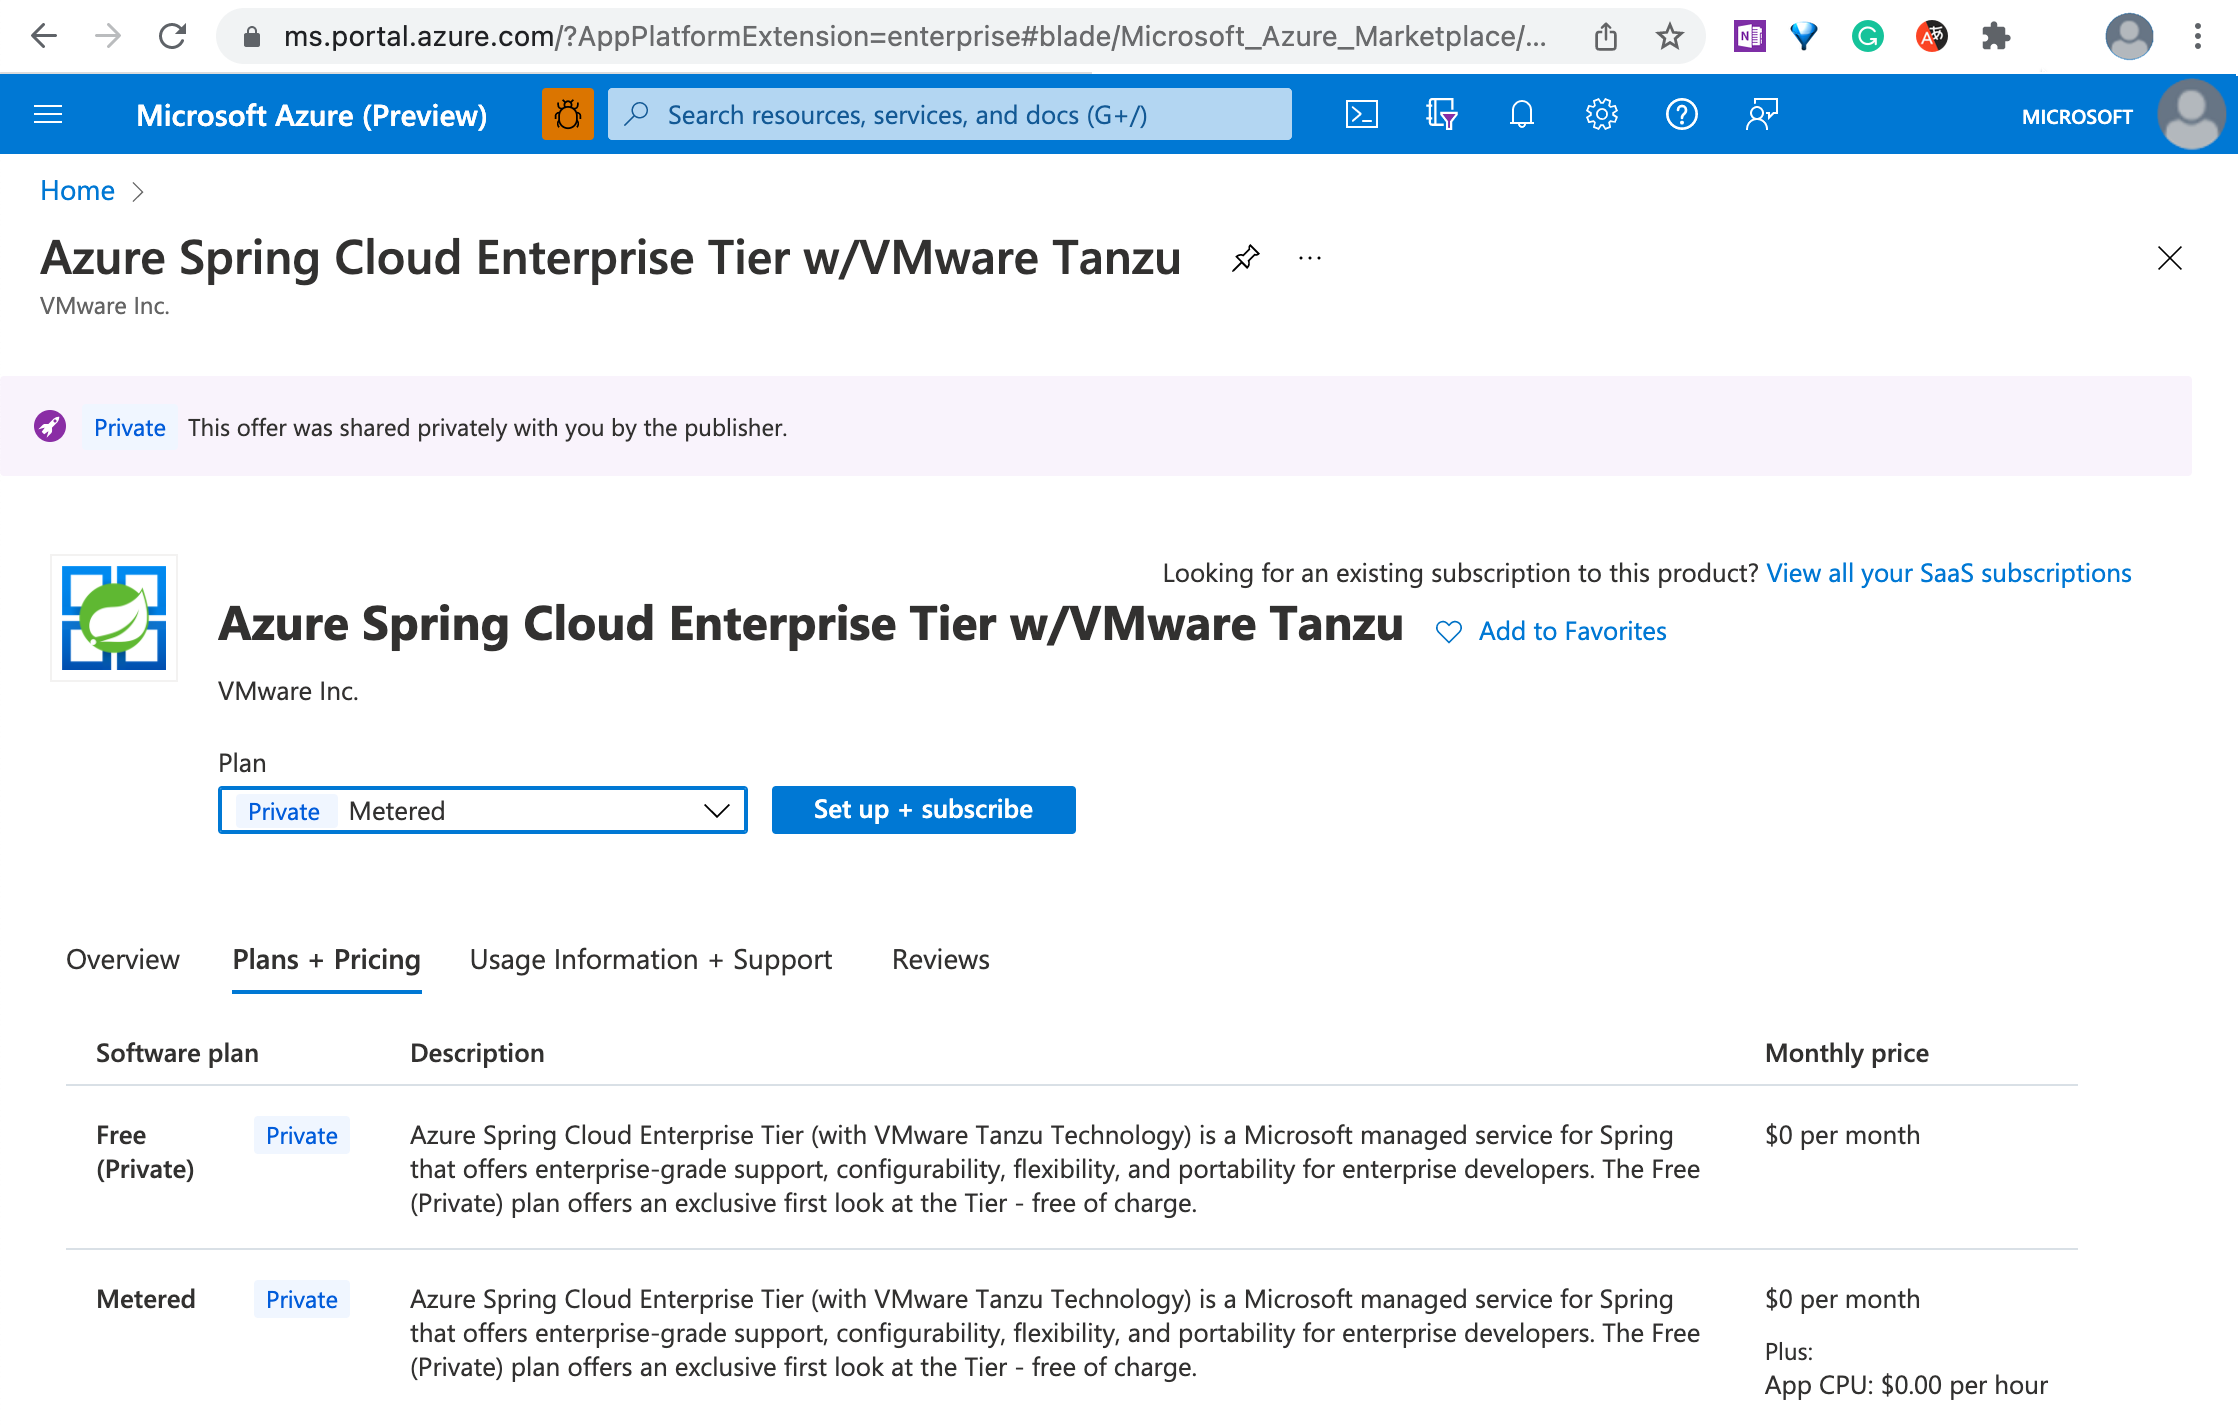 ms.portal.azure.com/?AppPlatformExtension=enterprise#blade/Microsoft_Azure_Marketplace/...
Microsoft Azure (Preview)
Search resources, services, and docs (G+/)
MICROSOFT
Home
Azure Spring Cloud Enterprise Tier w/VMware Tanzu
...
VMware Inc.
Private This offer was shared privately with you by the publisher.
Looking for an existing subscription to this product? View all your SaaS subscriptions
Azure Spring Cloud Enterprise Tier w/VMware Tanzu
Add to Favorites
VMware Inc.
Plan
Private Metered
Set up + subscribe
Overview
Plans + Pricing
Usage Information + Support
Reviews
Software plan
Description
Monthly price
Free
(Private)
Private
Azure Spring Cloud Enterprise Tier (with VMware Tanzu Technology) is a Microsoft managed service for Spring
that offers enterprise-grade support, configurability, flexibility, and portability for enterprise developers. The Free
(Private) plan offers an exclusive first look at the Tier - free of charge.
$0 per month
Metered
Private
Azure Spring Cloud Enterprise Tier (with VMware Tanzu Technology) is a Microsoft managed service for Spring
that offers enterprise-grade support, configurability, flexibility, and portability for enterprise developers. The Free
(Private) plan offers an exclusive first look at the Tier - free of charge.
$0 per month
Plus:
App CPU: $0.00 per hour